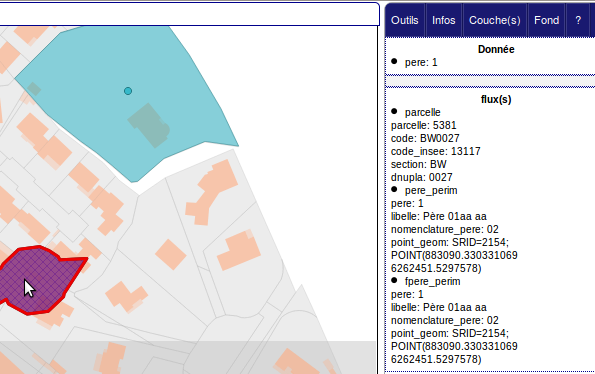 Outils Infos Couche(s) Fond ?
Donnée
pere: 1
flux(s)
parcelle
parcelle: 5381
code: BW0027
code_insee: 13117
section: BW
dnupla: 0027
pere_perim
pere: 1
libelle: Père 01aa aa
nomenclature_pere: 02
point_geom: SRID=2154;
POINT(883090.330331069
6262451.5297578)
fpere_perim
pere: 1
libelle: Père 01aa aa
nomenclature_pere: 02
point_geom: SRID=2154;
POINT(883090.330331069
6262451.5297578)